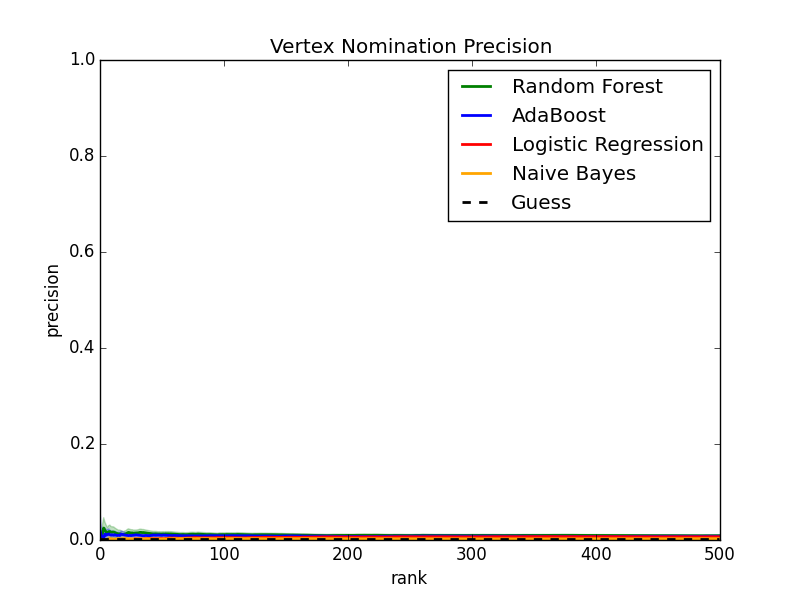 Vertex Nomination Precision
1.0
0.8
0.6
0.4
0.2
0.0
precision
Random Forest
AdaBoost
Logistic Regression
Naive Bayes
Guess
0 100 200 300 400 500
rank